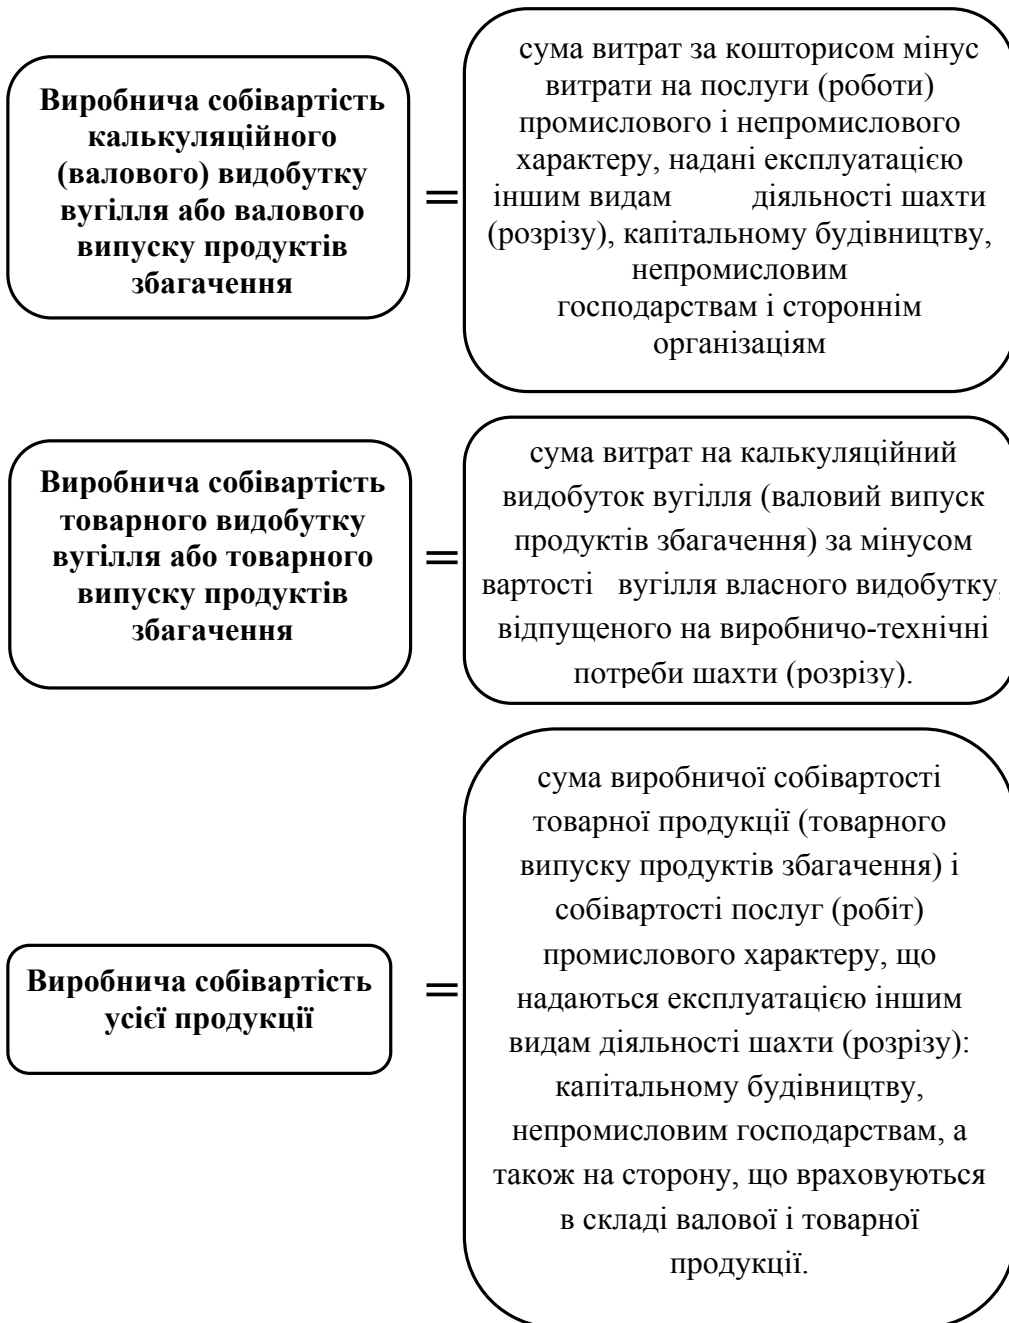 Виробнича собівартість
калькуляційного
(валового) видобутку
вугілля або валового
випуску продуктів
збагачення
=
сума витрат за кошторисом мінус
витрати на послуги (роботи)
промислового і непромислового
характеру, надані експлуатацією
іншим видам діяльності шахти
(розрізу), капітальному будівництву,
непромисловим
господарствам і стороннім
організаціям
Виробнича собівартість
товарного видобутку
вугілля або товарного
випуску продуктів
збагачення
=
сума витрат на калькуляційний
видобуток вугілля (валовий випуск
продуктів збагачення) за мінусом
вартості вугілля власного видобутку,
відпущеного на виробничо-технічні
потреби шахти (розрізу).
Виробнича собівартість
усієї продукції
=
сума виробничої собівартості
товарної продукції (товарного
випуску продуктів збагачення) і
собівартості послуг (робіт)
промислового характеру, що
надаються експлуатацією іншим
видам діяльності шахти (розрізу):
капітальному будівництву,
непромисловим господарствам, а
також на сторону, що враховуються
в складі валової і товарної
продукції.